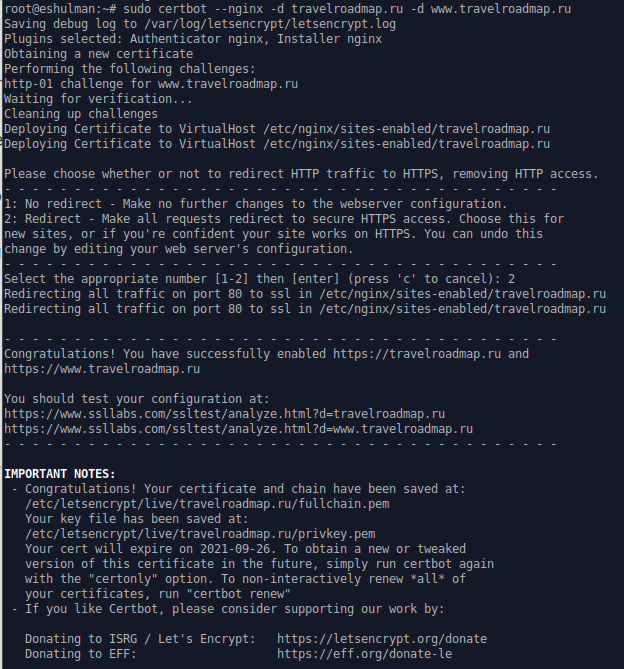 root@eshulman:~# sudo certbot --nginx -d travelroadmap.ru -d www.travelroadmap.ru
Saving debug log to /var/log/letsencrypt/letsencrypt.log
Plugins selected: Authenticator nginx, Installer nginx
Obtaining a new certificate
Performing the following challenges:
http-01 challenge for www.travelroadmap.ru
Waiting for verification...
Cleaning up challenges
Deploying Certificate to VirtualHost /etc/nginx/sites-enabled/travelroadmap.ru
Deploying Certificate to VirtualHost /etc/nginx/sites-enabled/travelroadmap.ru

Please choose whether or not to redirect HTTP traffic to HTTPS, removing HTTP access.
- - - - - - - - - - - - - - - - - - - - - - - - - - - - - - - - - - - - - - - -
1: No redirect - Make no further changes to the webserver configuration.
2: Redirect - Make all requests redirect to secure HTTPS access. Choose this for
new sites, or if you're confident your site works on HTTPS. You can undo this
change by editing your web server's configuration.
- - - - - - - - - - - - - - - - - - - - - - - - - - - - - - - - - - - - - - - -
Select the appropriate number [1-2] then [enter] (press 'c' to cancel): 2
Redirecting all traffic on port 80 to ssl in /etc/nginx/sites-enabled/travelroadmap.ru
Redirecting all traffic on port 80 to ssl in /etc/nginx/sites-enabled/travelroadmap.ru

- - - - - - - - - - - - - - - - - - - - - - - - - - - - - - - - - - - - - - - -
Congratulations! You have successfully enabled https://travelroadmap.ru and
https://www.travelroadmap.ru

You should test your configuration at:
https://www.ssllabs.com/ssltest/analyze.html?d=travelroadmap.ru
https://www.ssllabs.com/ssltest/analyze.html?d=www.travelroadmap.ru
- - - - - - - - - - - - - - - - - - - - - - - - - - - - - - - - - - - - - - - -

IMPORTANT NOTES:
- Congratulations! Your certificate and chain have been saved at:
/etc/letsencrypt/live/travelroadmap.ru/fullchain.pem
Your key file has been saved at:
/etc/letsencrypt/live/travelroadmap.ru/privkey.pem
Your cert will expire on 2021-09-26. To obtain a new or tweaked
version of this certificate in the future, simply run certbot again
with the "certonly" option. To non-interactively renew *all* of
your certificates, run "certbot renew"
- If you like Certbot, please consider supporting our work by:

Donating to ISRG / Let's Encrypt:   https://letsencrypt.org/donate
Donating to EFF:                    https://eff.org/donate-le